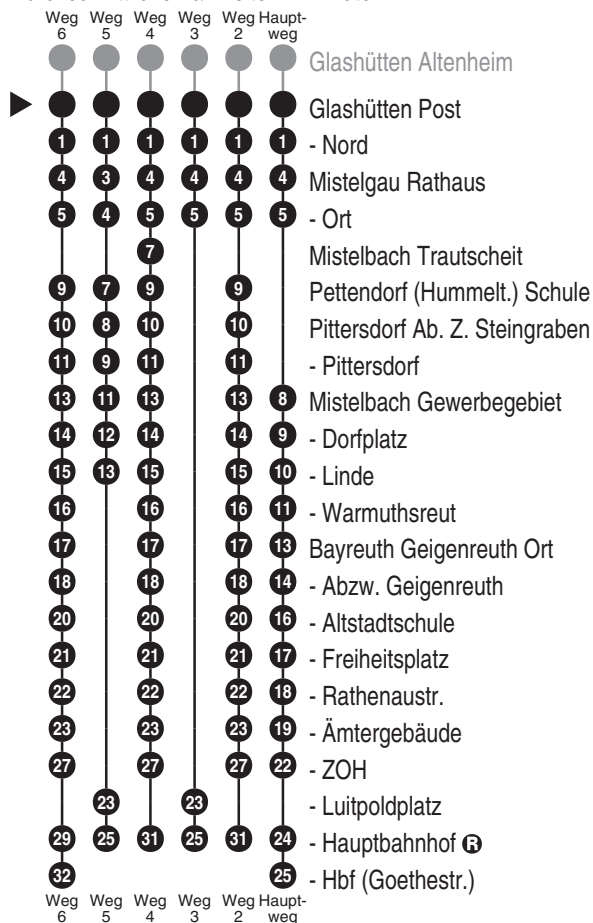 Weg 6 Weg 5 Weg 4 Weg 3 Weg 2 Haupt-weg
Glashütten Altenheim
Glashütten Post
1 1 1 1 1 1 - Nord
4 3 4 4 4 4 Mistelgau Rathaus
5 4 5 5 5 5 - Ort
7 Mistelbach Trautscheit
9 7 9 9 Pettendorf (Hummelt.) Schule
10 8 10 10 Pittersdorf Ab. Z. Steingraben
11 9 11 11 - Pittersdorf
13 11 13 13 8 Mistelbach Gewerbegebiet
14 12 14 14 9 - Dorfplatz
15 13 15 15 10 - Linde
16 16 16 11 - Warmuthsreut
17 17 17 13 Bayreuth Geigenreuth Ort
18 18 18 14 - Abzw. Geigenreuth
20 20 20 16 - Altstadtschule
21 21 21 17 - Freiheitsplatz
22 22 22 18 - Rathenaustr.
23 23 23 19 - Ämtergebäude
27 27 27 22 - ZOH
23 23 - Luitpoldplatz
29 25 31 25 31 24 - Hauptbahnhof R
32 25 - Hbf (Goethestr.)
Weg 6 Weg 5 Weg 4 Weg 3 Weg 2 Haupt-weg